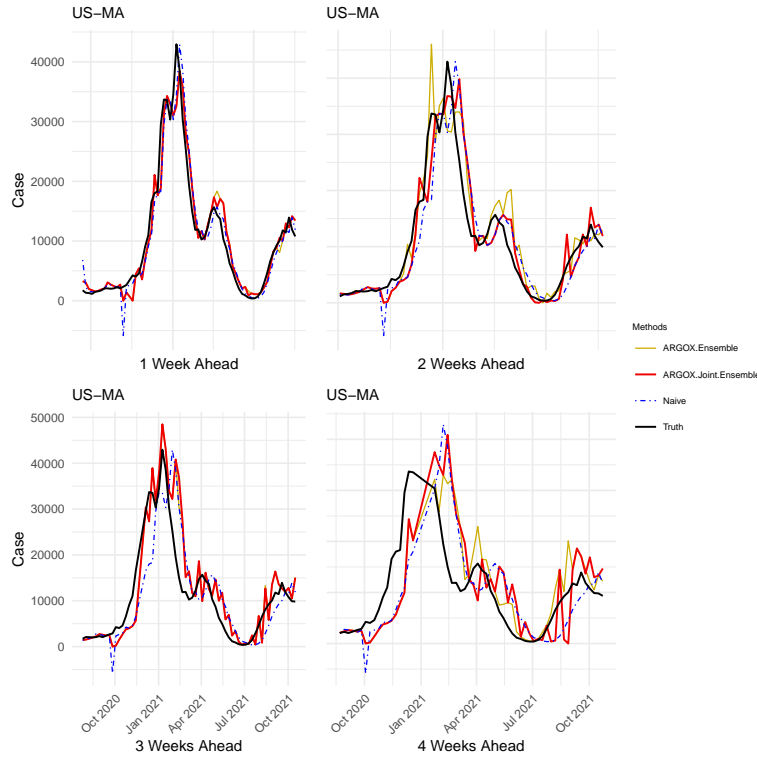 US−MA
US−MA
40000
30000
20000
10000
0
Case
1 Week Ahead
2 Weeks Ahead
Methods
ARGOX.Ensemble
ARGOX.Joint.Ensemble
Naive
Truth
US−MA
US−MA
50000
40000
30000
20000
10000
0
Case
Oct 2020
Jan 2021
Apr 2021
Jul 2021
Oct 2021
Oct 2020
Jan 2021
Apr 2021
Jul 2021
Oct 2021
3 Weeks Ahead
4 Weeks Ahead